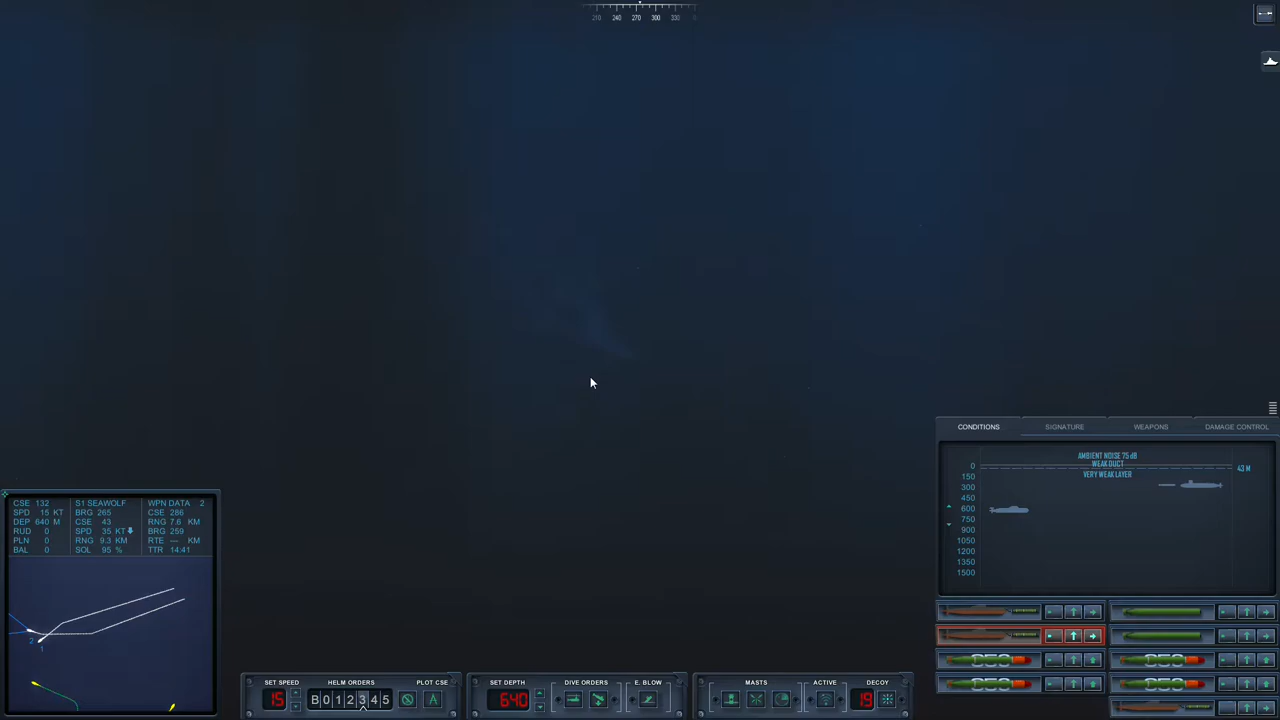 210 240 270 300 330 0
CONDITIONS SIGNATURE WEAPONS DAMAGE CONTROL
AMBIENT NOISE 75 dB
WEAK DUCT
VERY WEAK LAYER
43 M
0
150
300
450
600
750
900
1050
1200
1350
1500
CSE 132 S1 SEAWOLF WPN DATA 2
SPD 15 KT BRG 265 CSE 286
DEP 640 M CSE 43 RNG 7.6 KM
RUD 0 SPD 35 KT BRG 259
PLN 0 RNG 9.3 KM RTE --- KM
BAL 0 SOL 95 % TTR 14:41
2
1
SET SPEED HELM ORDERS PLOT CSE
15 B 0 1 2 3 4 5 A
SET DEPTH DIVE ORDERS E. BLOW
640
MASTS ACTIVE DECOY
19